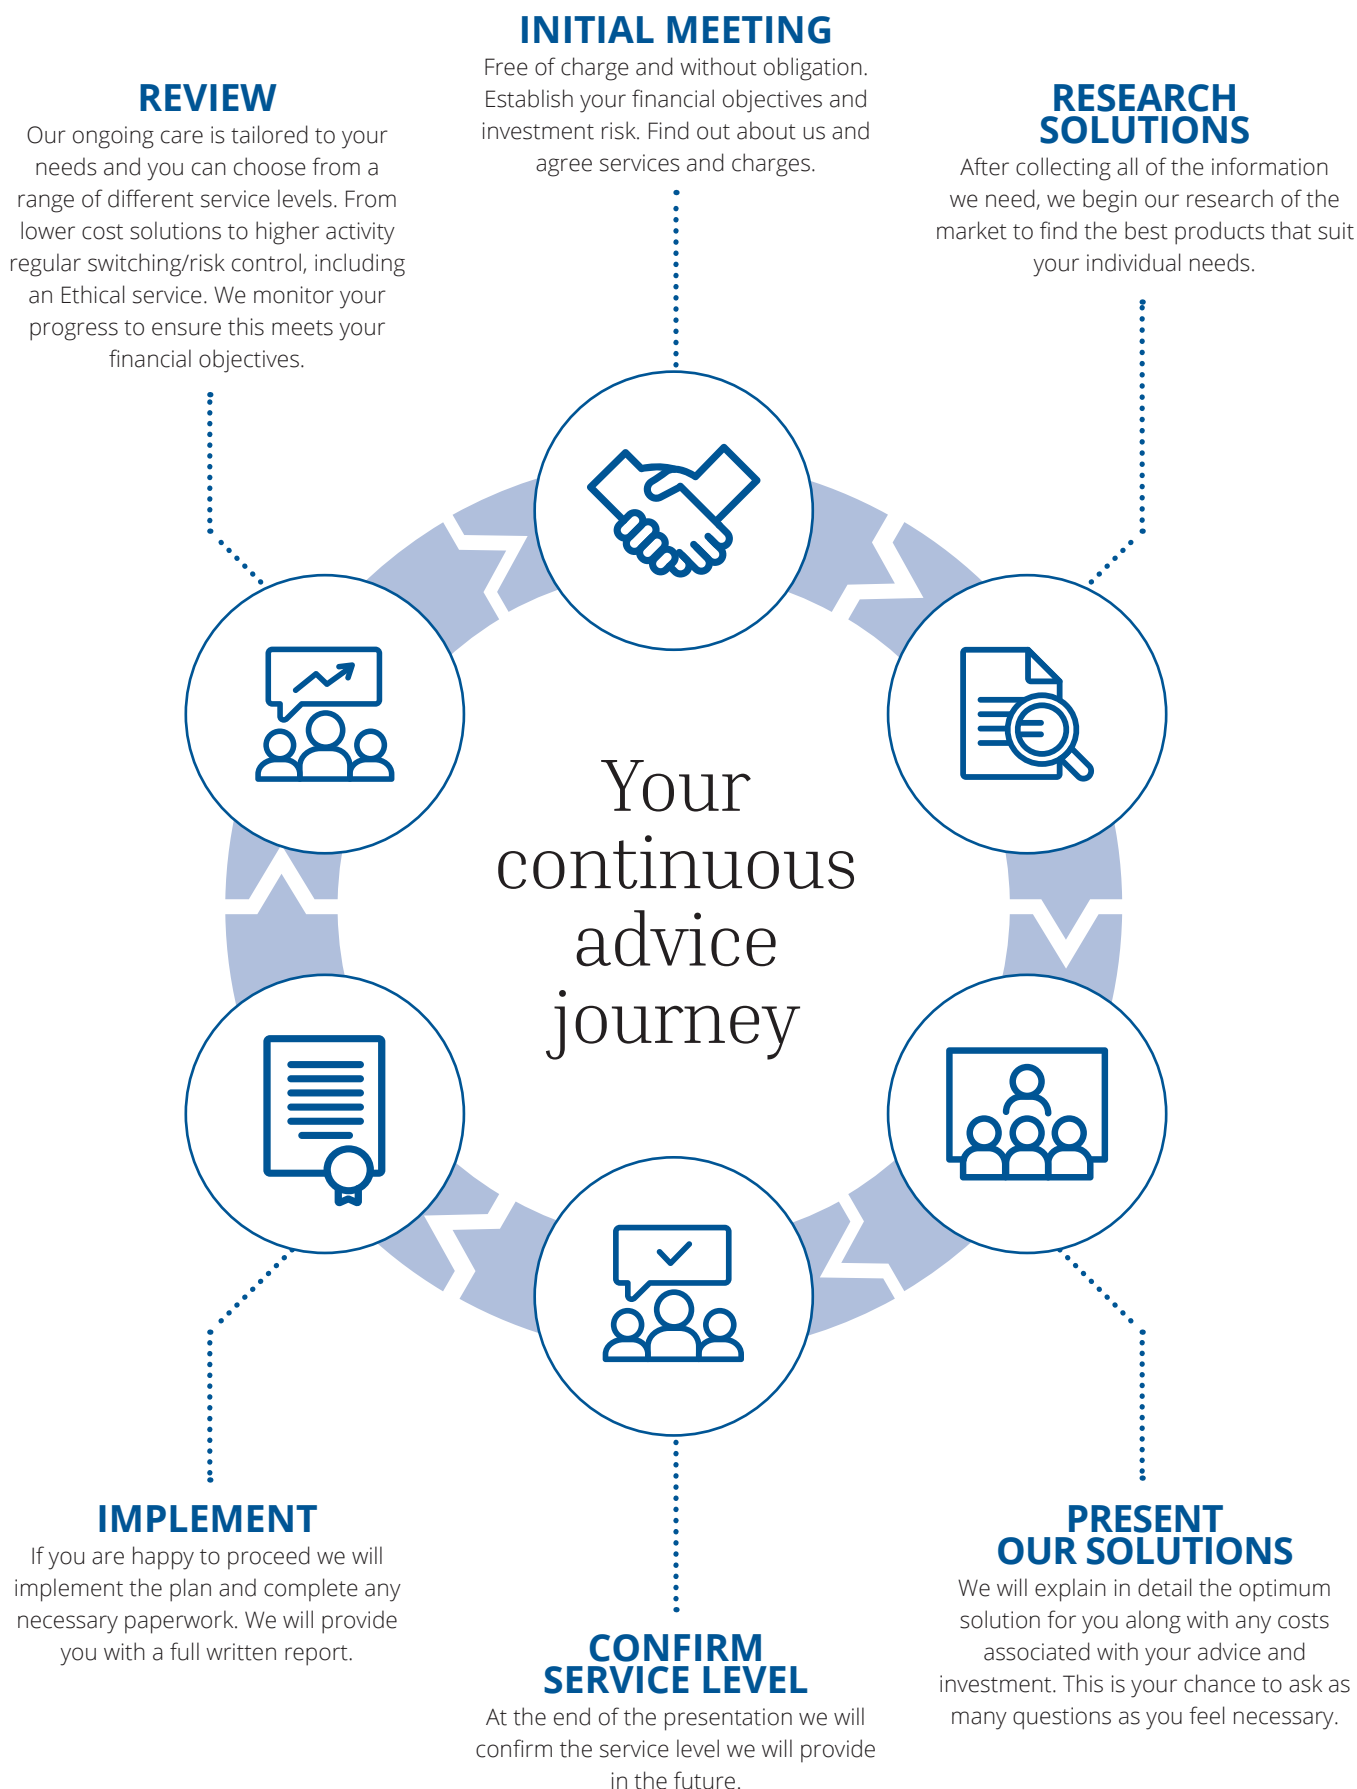 INITIAL MEETING
Free of charge and without obligation.
Establish your financial objectives and
investment risk. Find out about us and
agree services and charges.
RESEARCH
SOLUTIONS
After collecting all of the information
we need, we begin our research of the
market to find the best products that suit
your individual needs.
PRESENT
OUR SOLUTIONS
We will explain in detail the optimum
solution for you along with any costs
associated with your advice and
investment. This is your chance to ask as
many questions as you feel necessary.
CONFIRM
SERVICE LEVEL
At the end of the presentation we will
confirm the service level we will provide
in the future.
IMPLEMENT
If you are happy to proceed we will
implement the plan and complete any
necessary paperwork. We will provide
you with a full written report.
REVIEW
Our ongoing care is tailored to your
needs and you can choose from a
range of different service levels. From
lower cost solutions to higher activity
regular switching/risk control, including
an Ethical service. We monitor your
progress to ensure this meets your
financial objectives.
Your
continuous
advice
journey